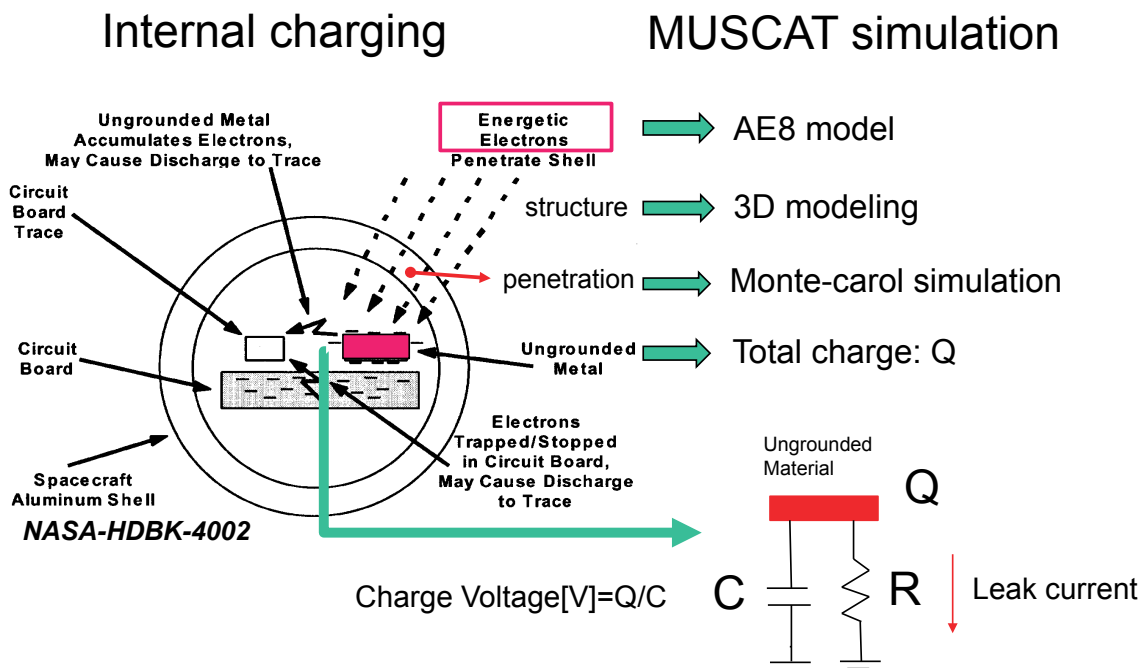 Internal charging
MUSCAT simulation
Ungrounded Metal
Accumulates Electrons,
May Cause Discharge to Trace
Energetic
Electrons
Penetrate Shell
AE8 model
Circuit
Board
Trace
structure
3D modeling
penetration
Monte-carol simulation
Circuit
Board
Ungrounded
Metal
Total charge: Q
Electrons
Trapped/Stopped
in Circuit Board,
May Cause Discharge
to Trace
Spacecraft
Aluminum Shell
NASA-HDBK-4002
Ungrounded
Material
Q
Charge Voltage[V]=Q/C
C
R
Leak current